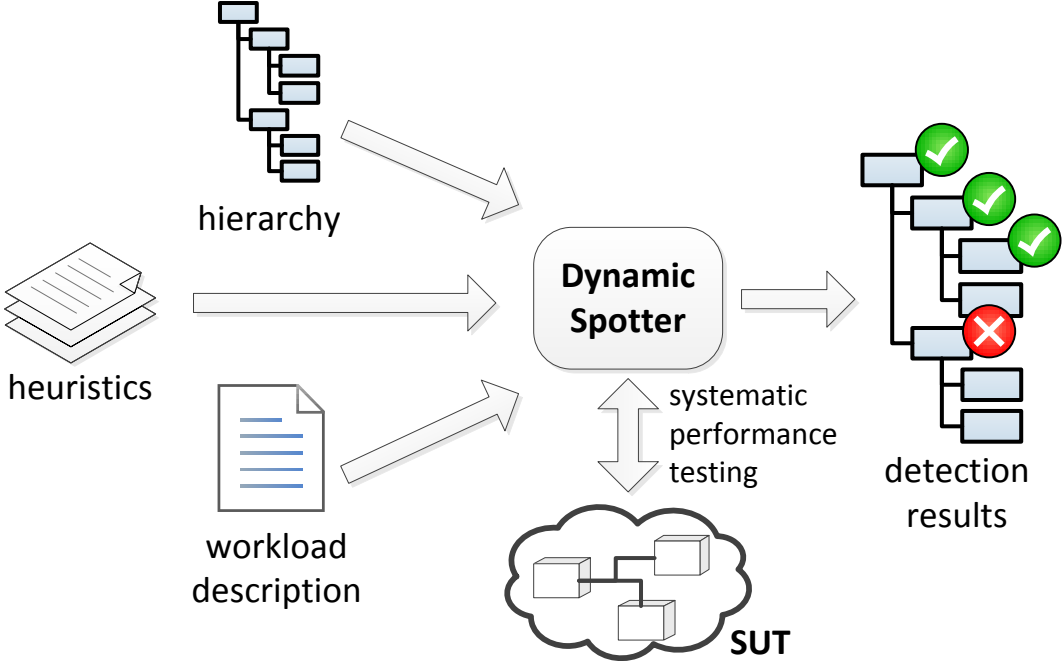 hierarchy
heuristics
workload
description
Dynamic
Spotter
systematic
performance
testing
SUT
detection
results